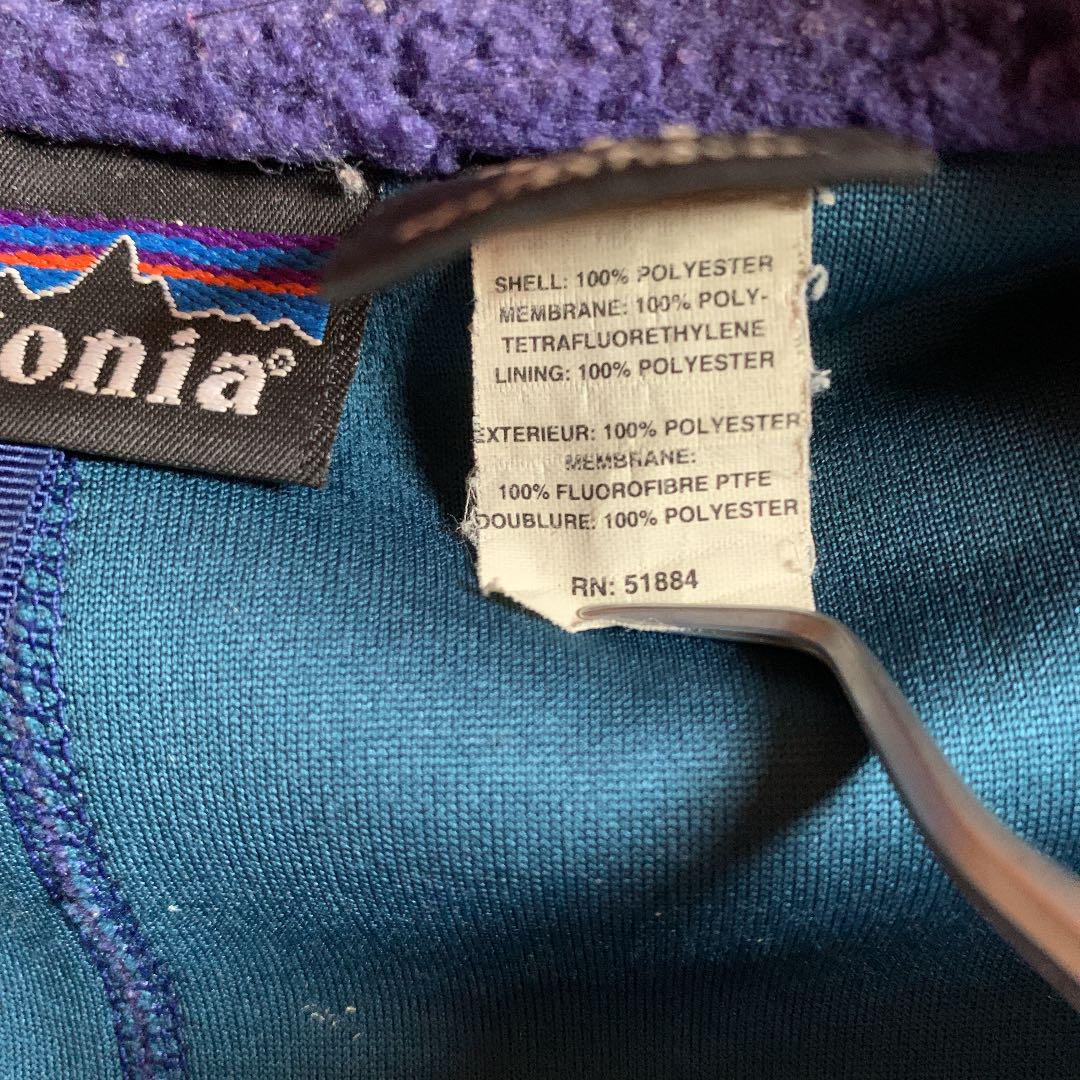 onia®
SHELL: 100% POLYESTER
MEMBRANE: 100% POLY-
TETRAFLUORETHYLENE
LINING: 100% POLYESTER
EXTERIEUR: 100% POLYESTER
MEMBRANE:
100% FLUOROFIBRE PTFE
DOUBLURE: 100% POLYESTER
RN: 51884